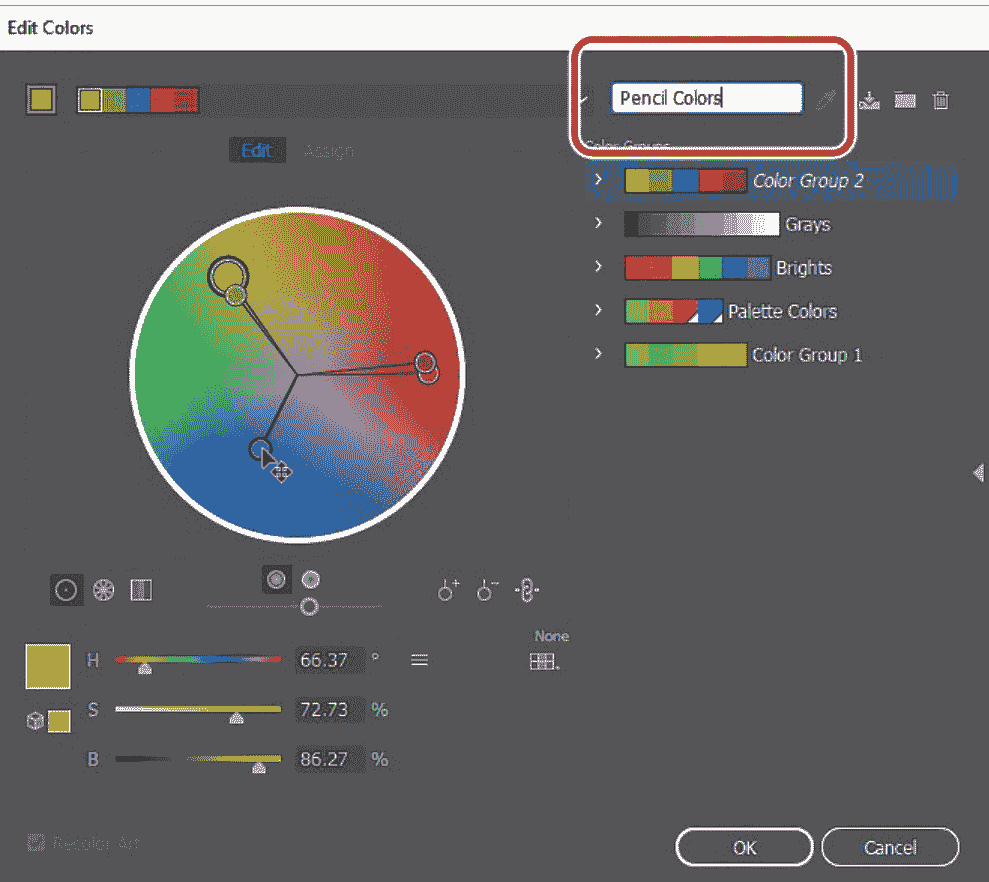 Edit Colors
Pencil Colors
Edit
Assign
Color Groups
Color Group 2
Grays
Brights
Palette Colors
Color Group 1
None
H 66.37 °
S 72.73 %
B 86.27 %
Recolor Art
OK
Cancel